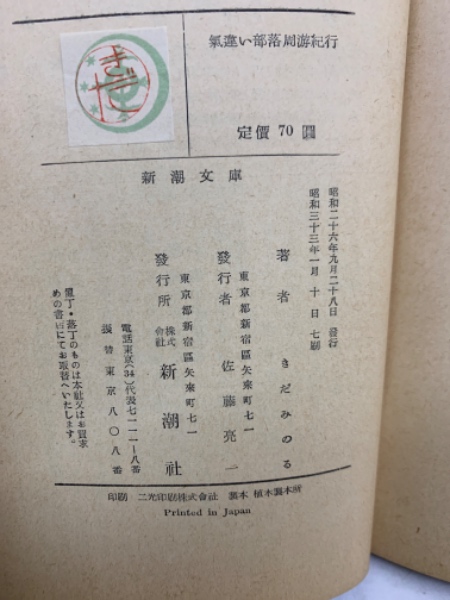 氣違い部落周游紀行
定價 70 圓
新潮文庫
昭和二十六年九月二十八日 發行
昭和三十三年一月 十 日 七刷
著者 きだみのる
發行者 佐藤亮一
東京都新宿區矢來町七一
發行所 株式會社 新潮社
東京都新宿區矢來町七一
電話東京(34)代表七一一一~八番
振替東京八〇八番
亂丁・落丁のものは本社又はお買求
めの書店にてお取替へいたします。
印刷 二光印刷株式會社 製本 植木製本所
Printed in Japan